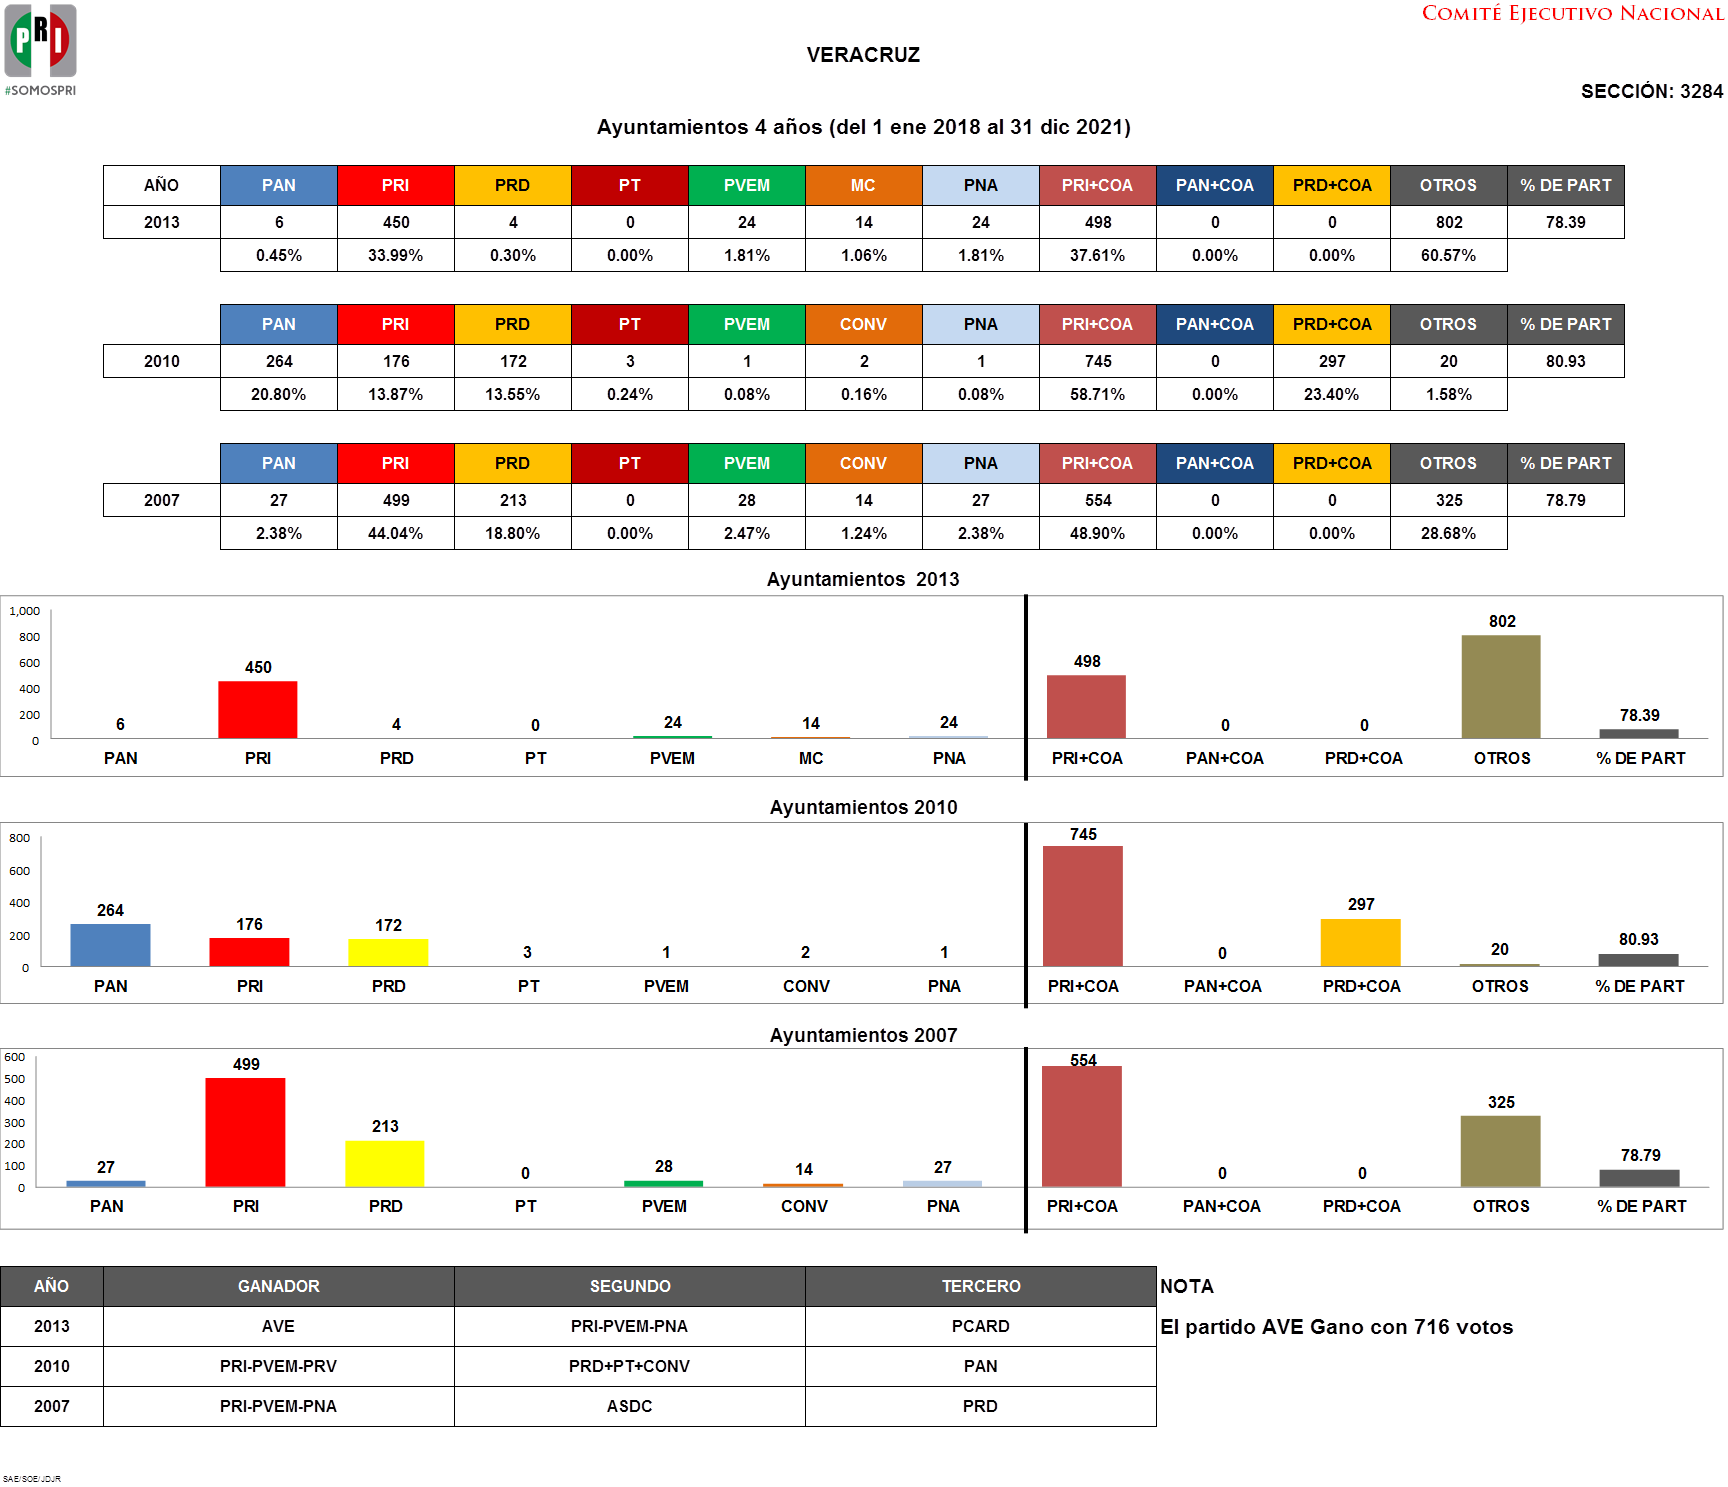 PRI
#SOMOSPRI
COMITÉ EJECUTIVO NACIONAL
VERACRUZ
SECCIÓN: 3284
Ayuntamientos 4 años (del 1 ene 2018 al 31 dic 2021)
AÑO PAN PRI PRD PT PVEM MC PNA PRI+COA PAN+COA PRD+COA OTROS % DE PART
2013 6 450 4 0 24 14 24 498 0 0 802 78.39
0.45% 33.99% 0.30% 0.00% 1.81% 1.06% 1.81% 37.61% 0.00% 0.00% 60.57%
PAN PRI PRD PT PVEM CONV PNA PRI+COA PAN+COA PRD+COA OTROS % DE PART
2010 264 176 172 3 1 2 1 745 0 297 20 80.93
20.80% 13.87% 13.55% 0.24% 0.08% 0.16% 0.08% 58.71% 0.00% 23.40% 1.58%
PAN PRI PRD PT PVEM CONV PNA PRI+COA PAN+COA PRD+COA OTROS % DE PART
2007 27 499 213 0 28 14 27 554 0 0 325 78.79
2.38% 44.04% 18.80% 0.00% 2.47% 1.24% 2.38% 48.90% 0.00% 0.00% 28.68%
Ayuntamientos 2013
1,000
800
600
400
200
0
6 450 4 0 24 14 24 498 0 0 802 78.39
PAN PRI PRD PT PVEM MC PNA PRI+COA PAN+COA PRD+COA OTROS % DE PART
Ayuntamientos 2010
800
600
400
200
0
264 176 172 3 1 2 1 745 0 297 20 80.93
PAN PRI PRD PT PVEM CONV PNA PRI+COA PAN+COA PRD+COA OTROS % DE PART
Ayuntamientos 2007
600
500
400
300
200
100
0
27 499 213 0 28 14 27 554 0 0 325 78.79
PAN PRI PRD PT PVEM CONV PNA PRI+COA PAN+COA PRD+COA OTROS % DE PART
AÑO GANADOR SEGUNDO TERCERO NOTA
2013 AVE PRI-PVEM-PNA PCARD El partido AVE Gano con 716 votos
2010 PRI-PVEM-PRV PRD+PT+CONV PAN
2007 PRI-PVEM-PNA ASDC PRD
SAE/SOE/JDJR